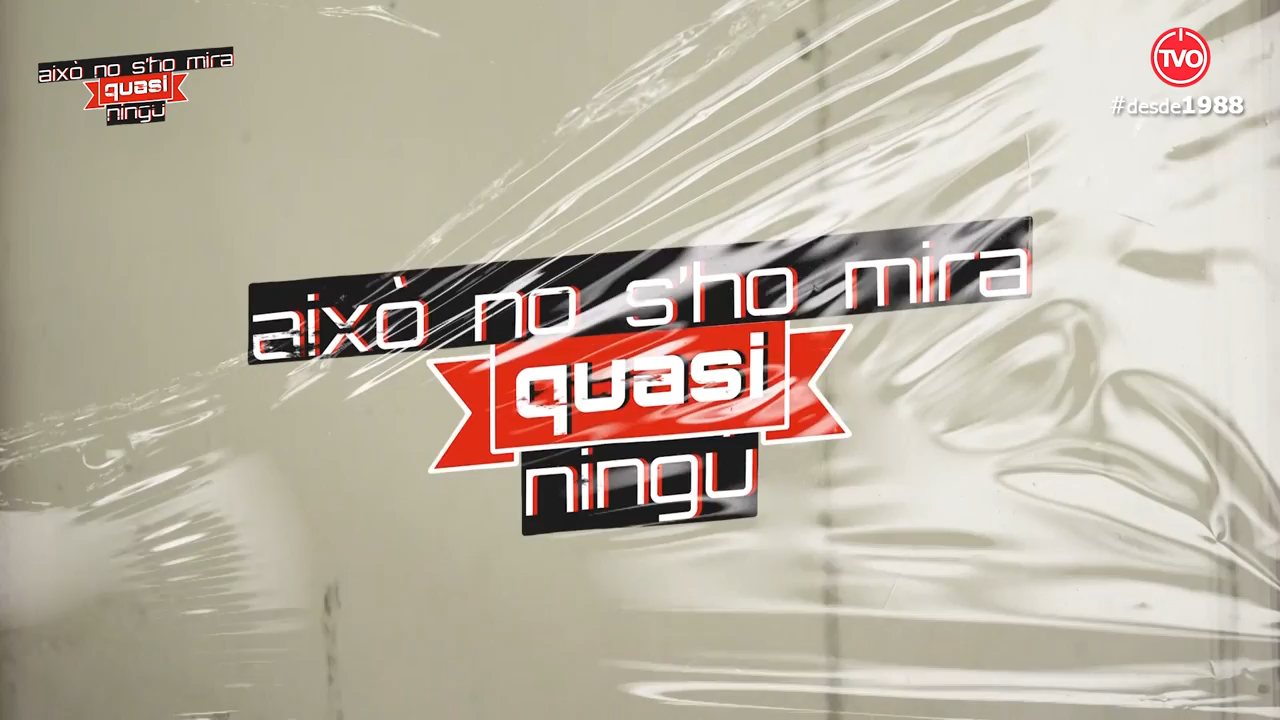 això no s'ho mira
quasi
ningú
TVO
#desde1988
això no s'ho mira
quasi
ningú